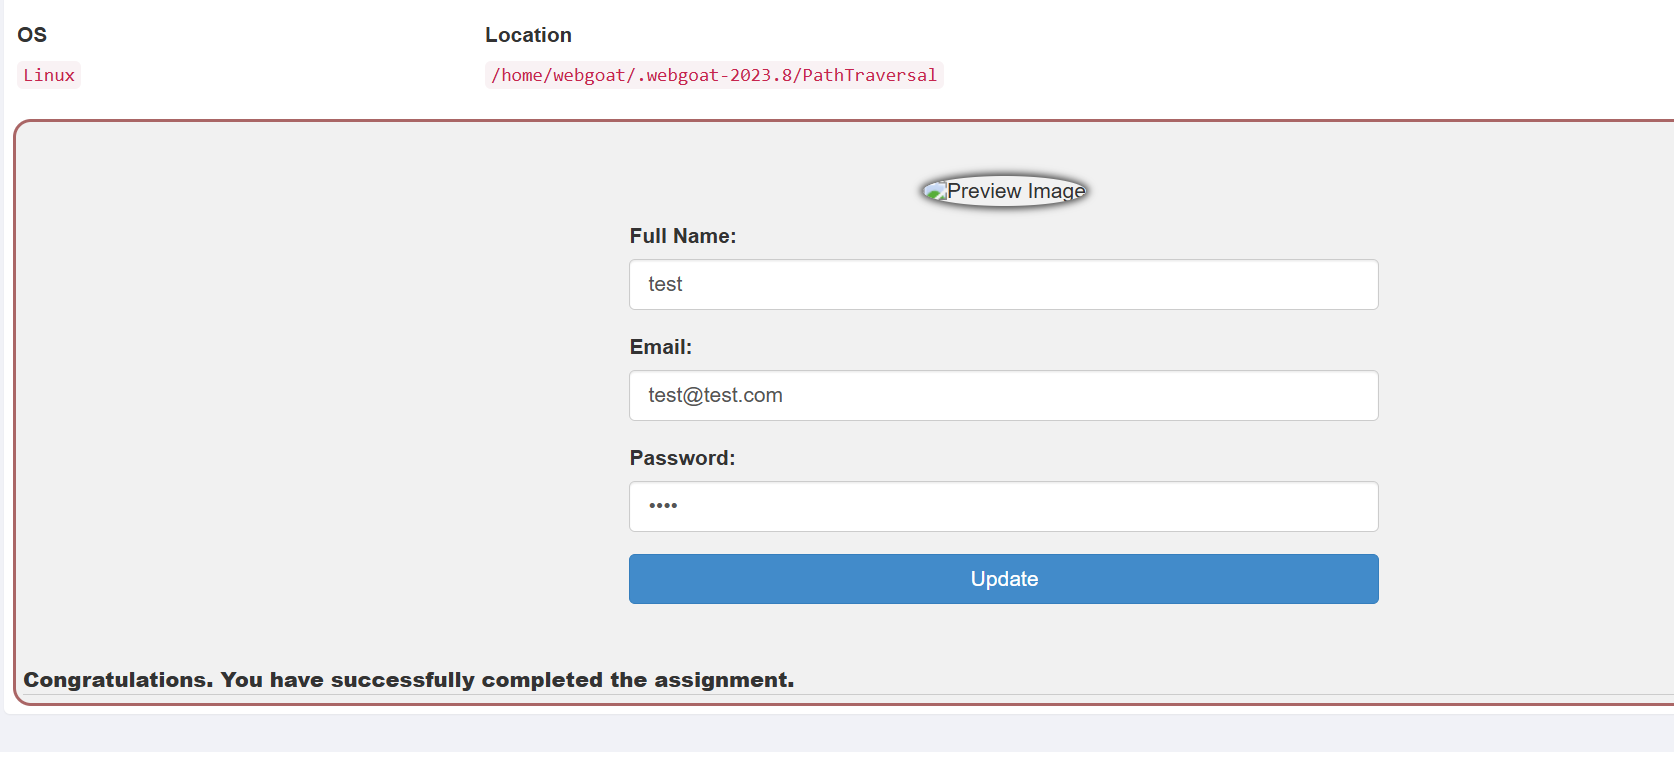 OS
Location
Linux
/home/webgoat/.webgoat-2023.8/PathTraversal
Preview Image
Full Name:
test
Email:
test@test.com
Password:
••••
Update
Congratulations. You have successfully completed the assignment.